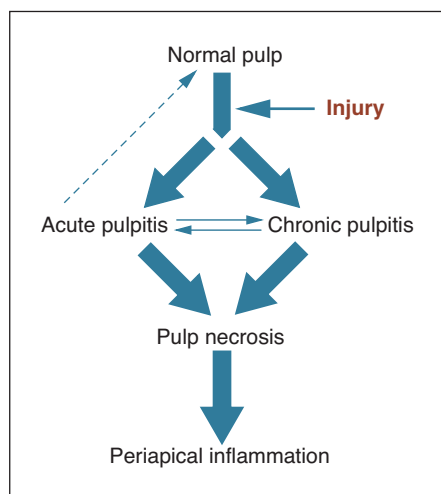 Normal pulp
Injury
Acute pulpitis
Chronic pulpitis
Pulp necrosis
Periapical inflammation